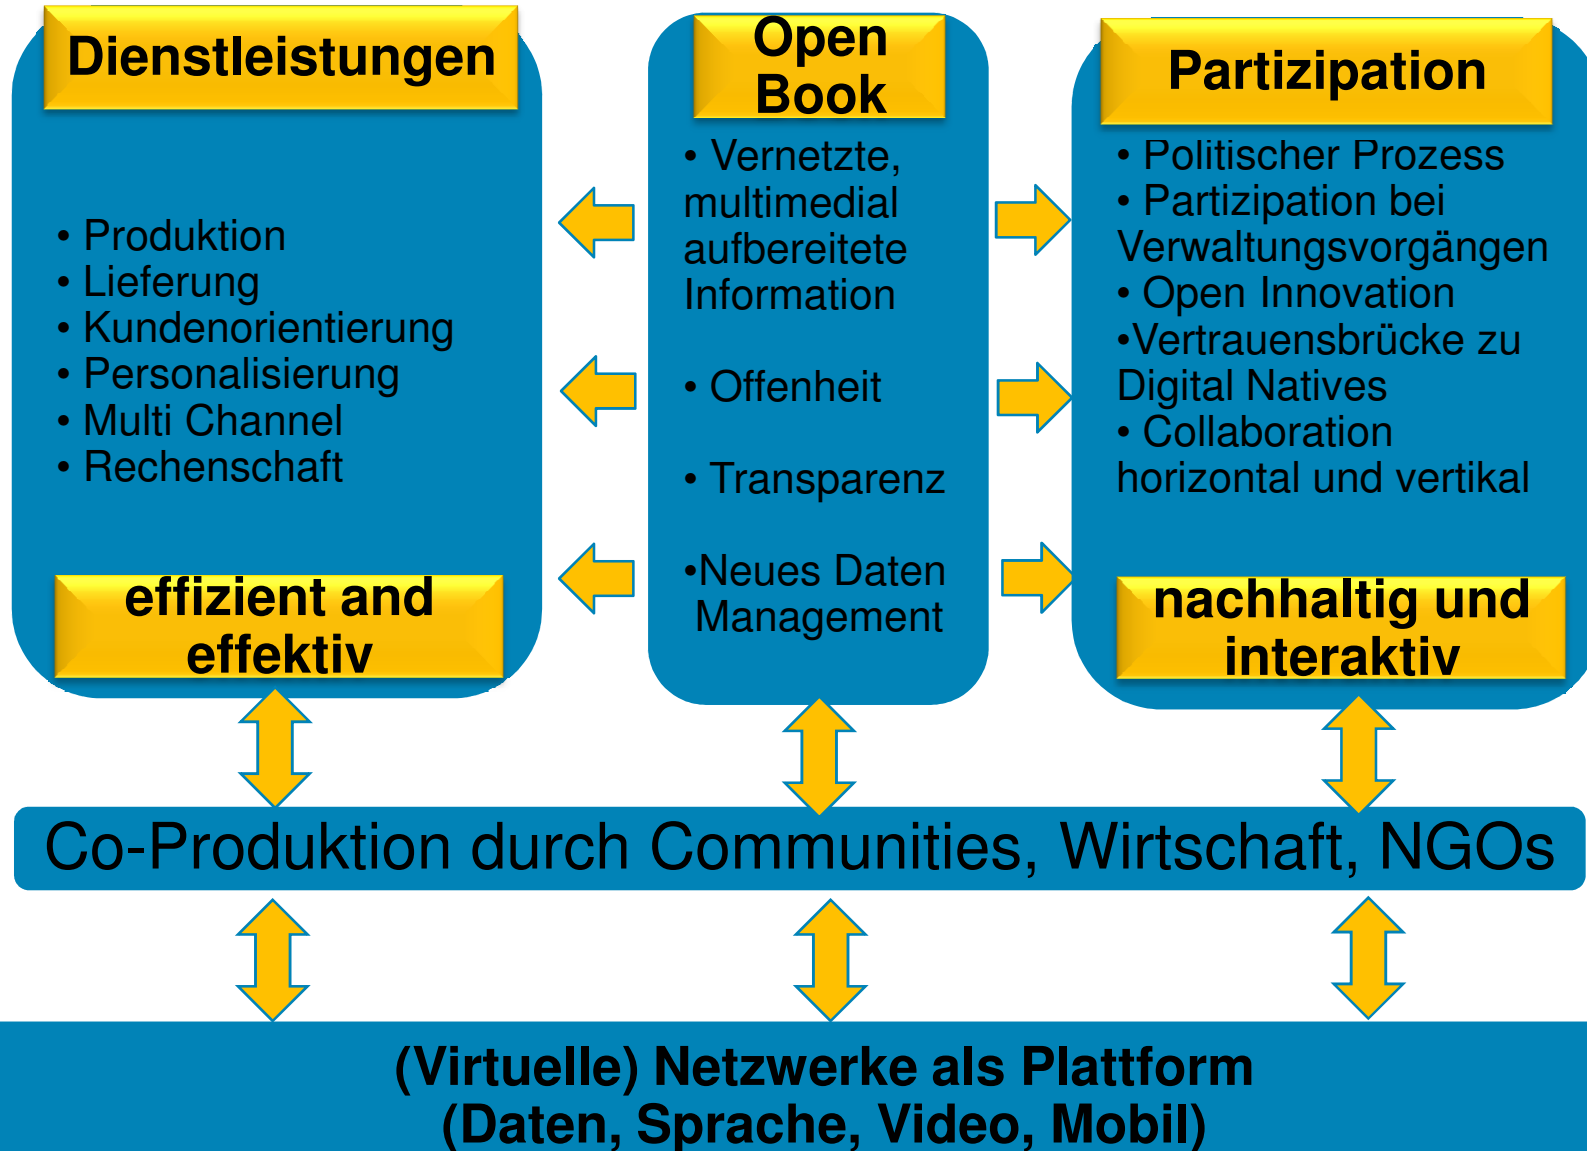 Dienstleistungen
• Produktion
• Lieferung
• Kundenorientierung
• Personalisierung
• Multi Channel
• Rechenschaft
effizient and
effektiv
Open
Book
• Vernetzte,
multimedial
aufbereitete
Information
• Offenheit
• Transparenz
•Neues Daten
Management
Partizipation
• Politischer Prozess
• Partizipation bei
Verwaltungsvorgängen
• Open Innovation
•Vertrauensbrücke zu
Digital Natives
• Collaboration
horizontal und vertikal
nachhaltig und
interaktiv
Co-Produktion durch Communities, Wirtschaft, NGOs
(Virtuelle) Netzwerke als Plattform
(Daten, Sprache, Video, Mobil)